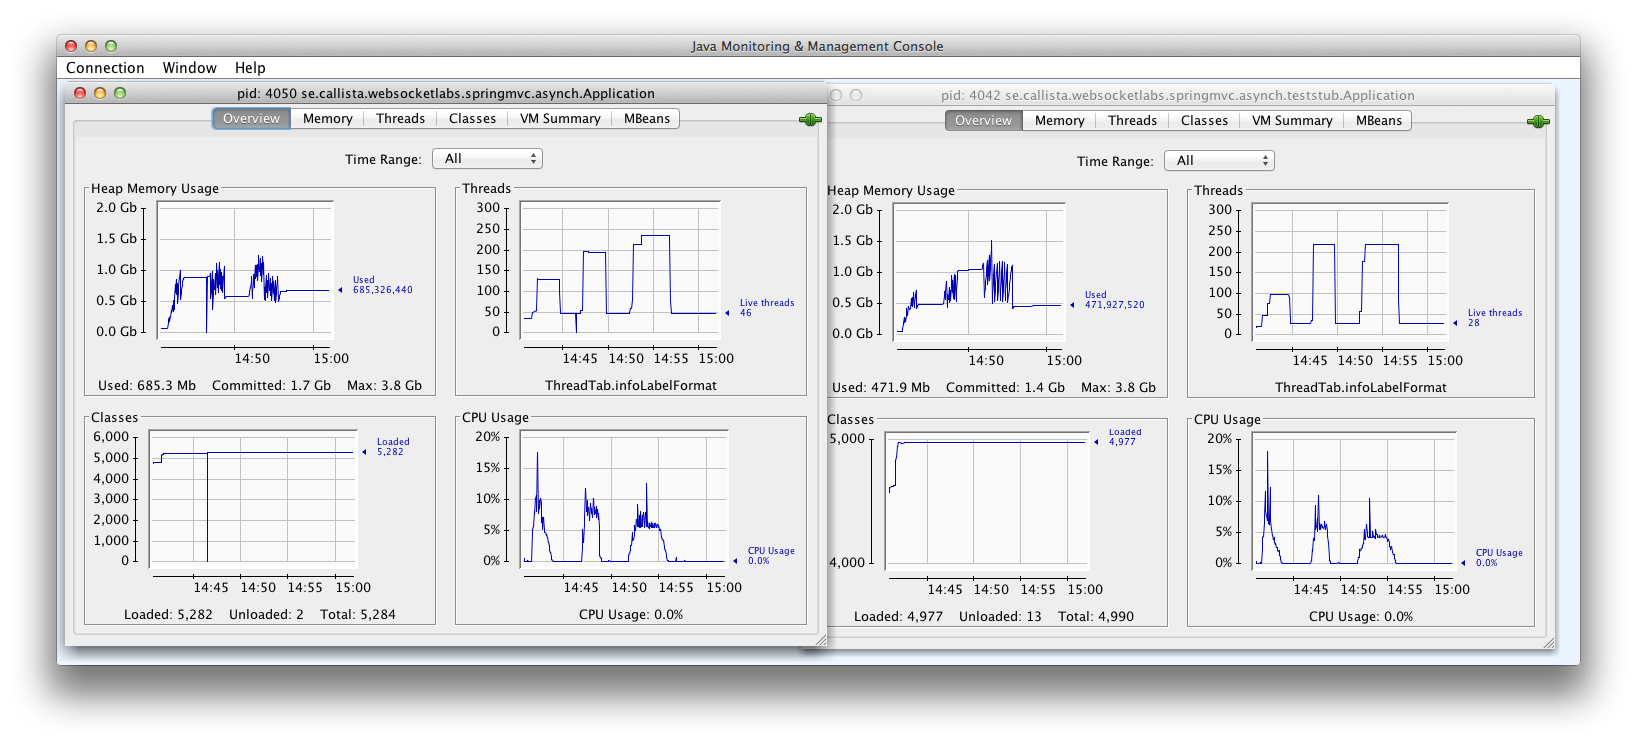 Java Monitoring & Management Console
Connection Window Help
pid: 4050 se.callista.websocketlabs.springmvc.asynch.Application
Overview Memory Threads Classes VM Summary MBeans
Time Range: All
Heap Memory Usage
2.0 Gb
1.5 Gb
1.0 Gb
0.5 Gb
0.0 Gb
14:50 15:00
Used
685,326,440
Used: 685.3 Mb Committed: 1.7 Gb Max: 3.8 Gb
Threads
300
250
200
150
100
50
0
14:45 14:50 14:55 15:00
Live threads
46
ThreadTab.infoLabelFormat
Classes
6,000
5,000
4,000
3,000
2,000
1,000
0
14:45 14:50 14:55 15:00
Loaded
5,282
Loaded: 5,282 Unloaded: 2 Total: 5,284
CPU Usage
20%
15%
10%
5%
0%
14:45 14:50 14:55 15:00
CPU Usage
0.0%
CPU Usage: 0.0%
pid: 4042 se.callista.websocketlabs.springmvc.asynch.teststub.Application
Overview Memory Threads Classes VM Summary MBeans
Time Range: All
Heap Memory Usage
2.0 Gb
1.5 Gb
1.0 Gb
0.5 Gb
0.0 Gb
14:50 15:00
Used
471,927,520
Used: 471.9 Mb Committed: 1.4 Gb Max: 3.8 Gb
Threads
300
250
200
150
100
50
0
14:45 14:50 14:55 15:00
Live threads
28
ThreadTab.infoLabelFormat
Classes
5,000
4,000
14:45 14:50 14:55 15:00
Loaded
4,977
Loaded: 4,977 Unloaded: 13 Total: 4,990
CPU Usage
20%
15%
10%
5%
0%
14:45 14:50 14:55 15:00
CPU Usage
0.0%
CPU Usage: 0.0%